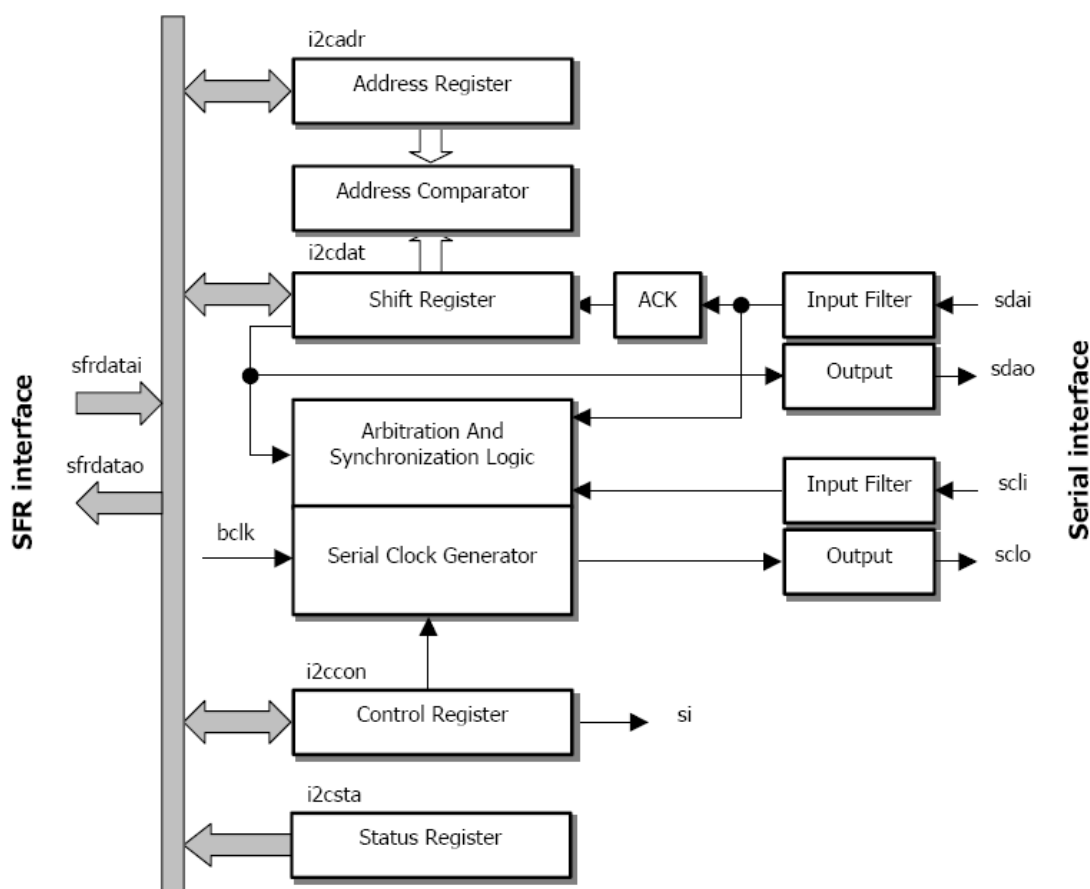 i2cadr
Address Register
Address Comparator
i2cdat
Shift Register
ACK
Input Filter
sdai
sfrdatai
Output
sdao
SFR interface
Serial interface
Arbitration And
Synchronization Logic
sfrdatao
Input Filter
scli
bclk
Serial Clock Generator
Output
sclo
i2ccon
Control Register
si
i2csta
Status Register